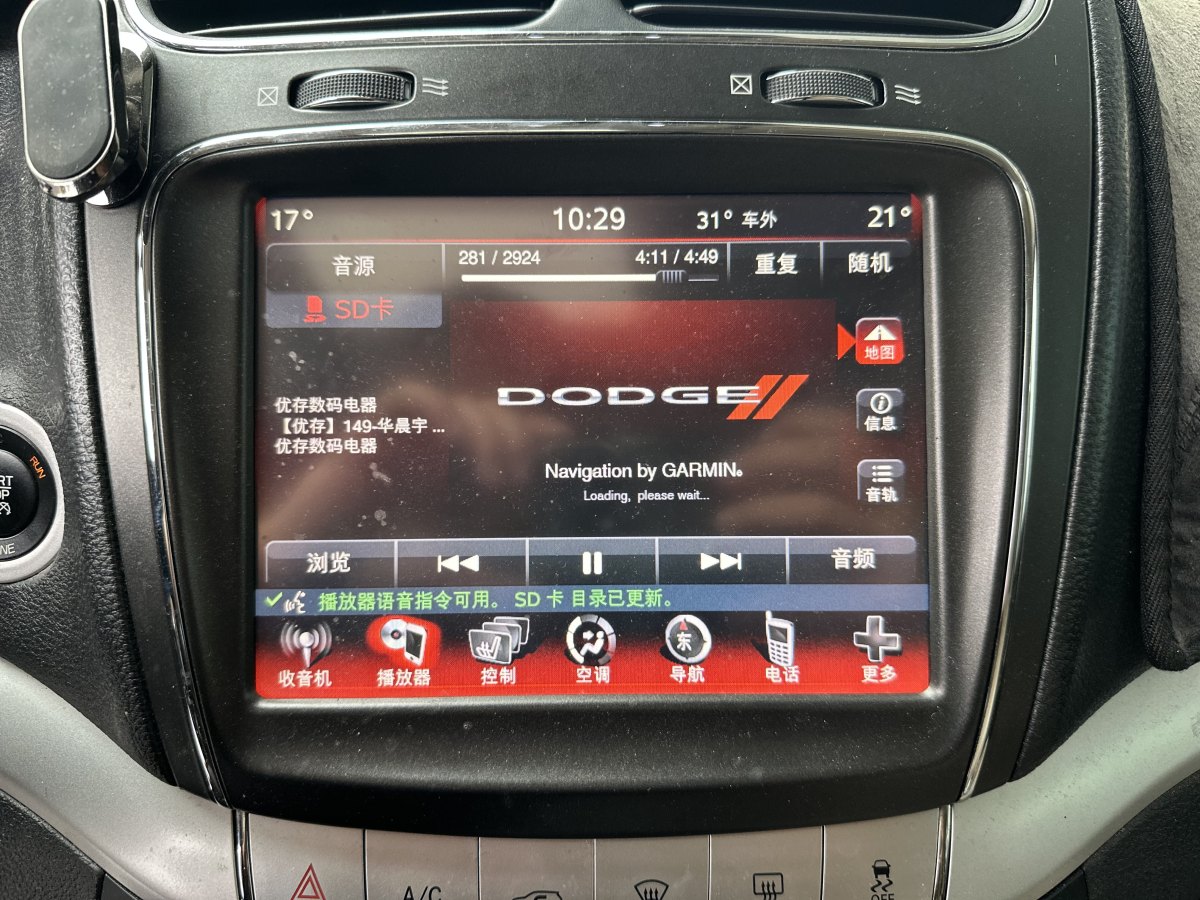 17° 10:29 31° 车外 21°
音源 281 / 2924 4:11 / 4:49 重复 随机
SD卡
地图
DODGE
信息
优存数码电器
【优存】149-华晨宇 ...
优存数码电器
Navigation by GARMIN®
Loading, please wait...
音轨
浏览 音频
播放器语音指令可用。 SD 卡 目录已更新。
东
收音机 播放器 控制 空调 导航 电话 更多
RUN
A/C
OFF